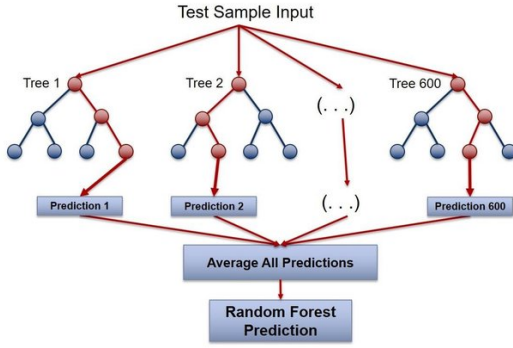 Test Sample Input
Tree 1
Tree 2
(. . .)
Tree 600
(. . .)
Prediction 1
Prediction 2
Prediction 600
Average All Predictions
Random Forest
Prediction